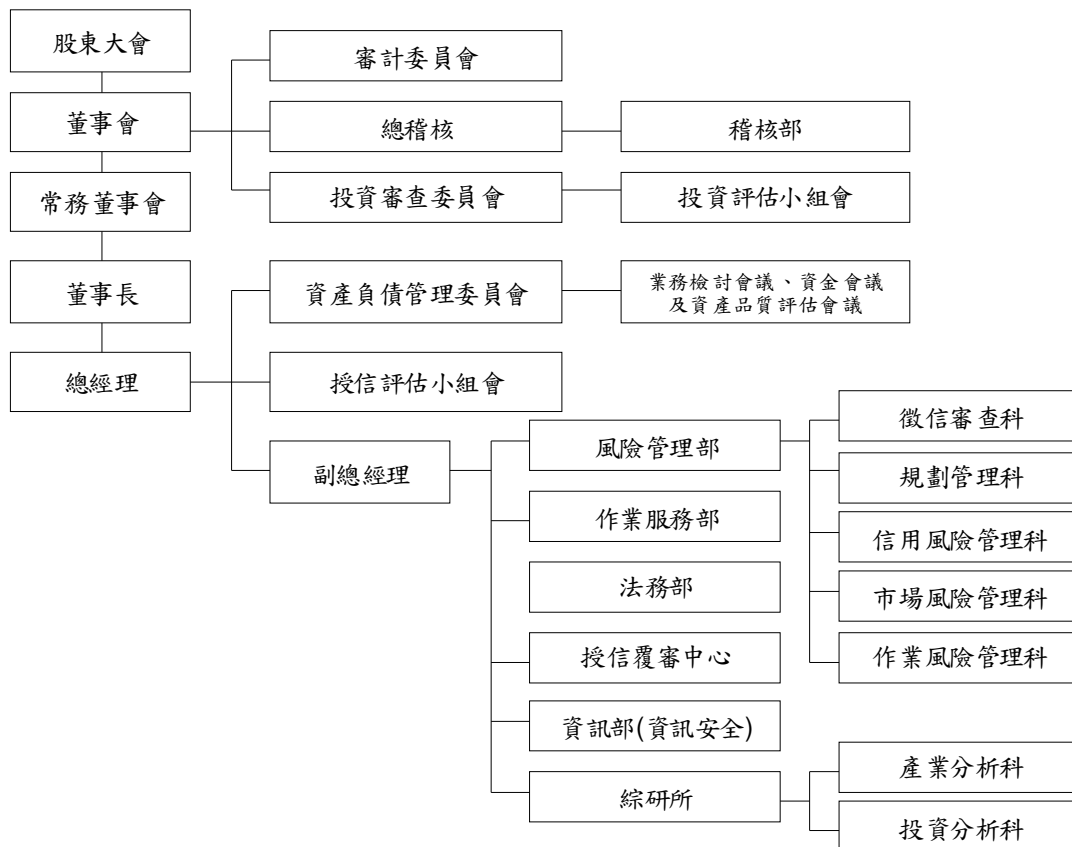 股東大會
審計委員會
董事會
總稽核
稽核部
常務董事會
投資審查委員會
投資評估小組會
董事長
資產負債管理委員會
業務檢討會議、資金會議
及資產品質評估會議
總經理
授信評估小組會
副總經理
風險管理部
徵信審查科
規劃管理科
作業服務部
信用風險管理科
法務部
市場風險管理科
授信覆審中心
作業風險管理科
資訊部(資訊安全)
綜研所
產業分析科
投資分析科